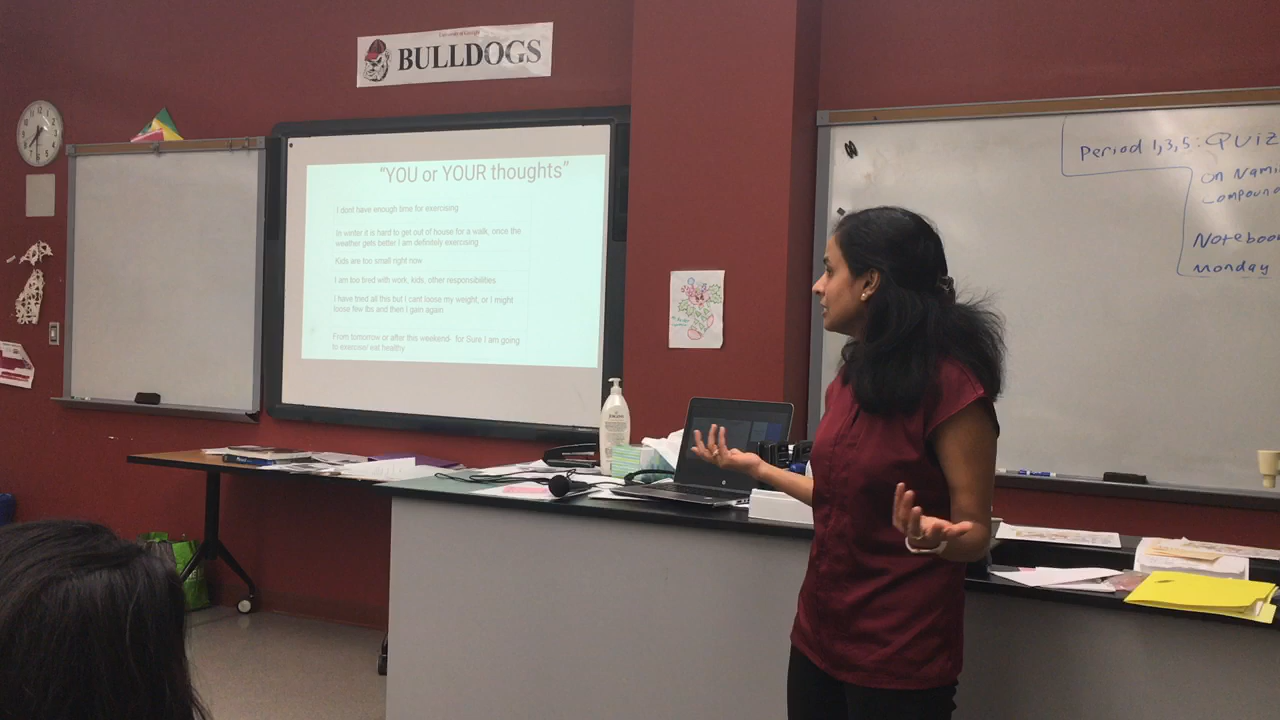 University of Georgia
BULLDOGS
"YOU or YOUR thoughts"
I dont have enough time for exercising
In winter it is hard to get out of house for a walk, once the
weather gets better I am definitely exercising
Kids are too small right now
I am too tired with work, kids, other responsibilities
I have tried all this but I cant loose my weight, or I might
loose few lbs and then I gain again
From tomorrow or after this weekend- for Sure I am going
to exercise/ eat healthy
Period 1,3,5: QUIZ
on Nami
Compound
Noteboo
Monday